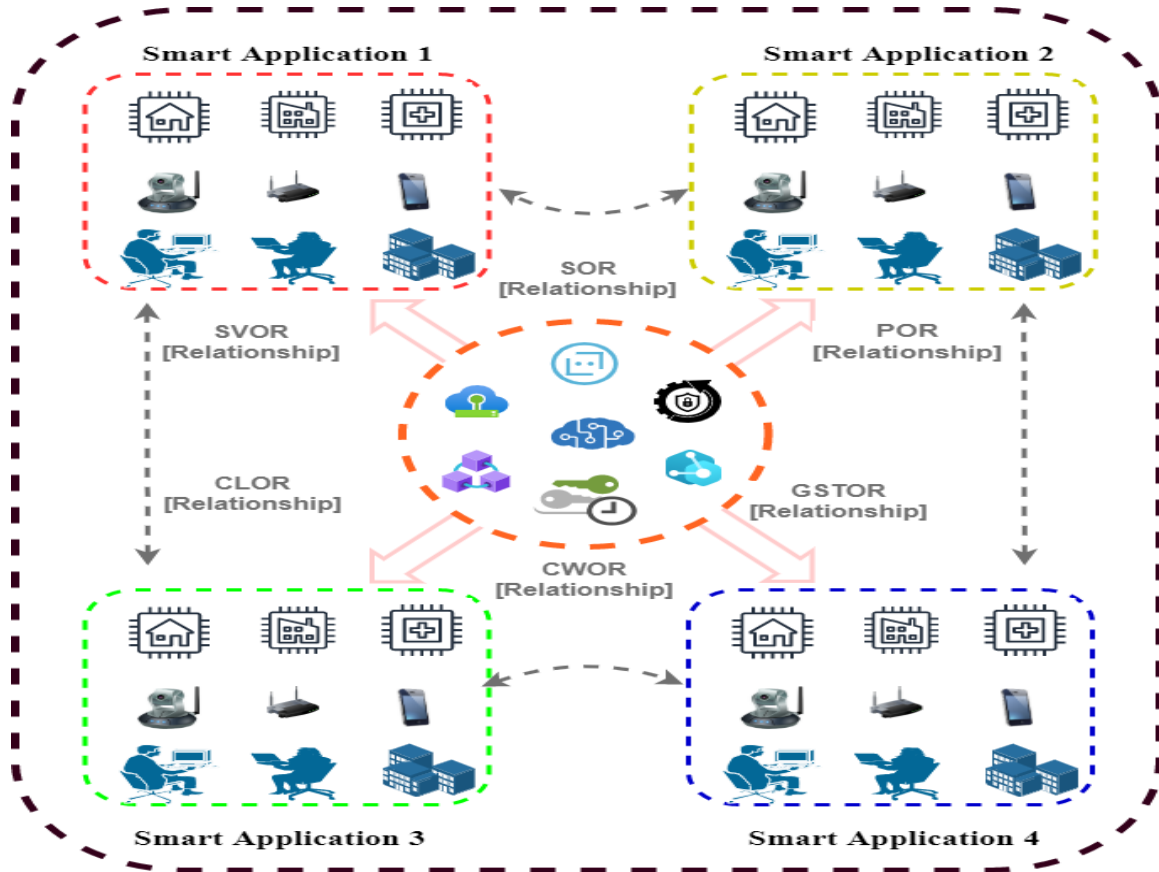 Smart Application 1
Smart Application 2
SOR
[Relationship]
SVOR
[Relationship]
POR
[Relationship]
CLOR
[Relationship]
GSTOR
[Relationship]
CWOR
[Relationship]
Smart Application 3
Smart Application 4